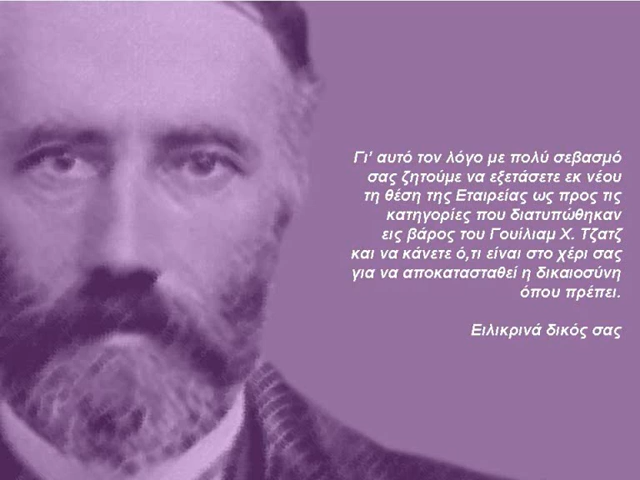 Γι' αυτό τον λόγο με πολύ σεβασμό
σας ζητούμε να εξετάσετε εκ νέου
τη θέση της Εταιρείας ως προς τις
κατηγορίες που διατυπώθηκαν
εις βάρος του Γουίλιαμ Χ. Τζατζ
και να κάνετε ό,τι είναι στο χέρι σας
για να αποκατασταθεί η δικαιοσύνη
όπου πρέπει.
Ειλικρινά δικός σας